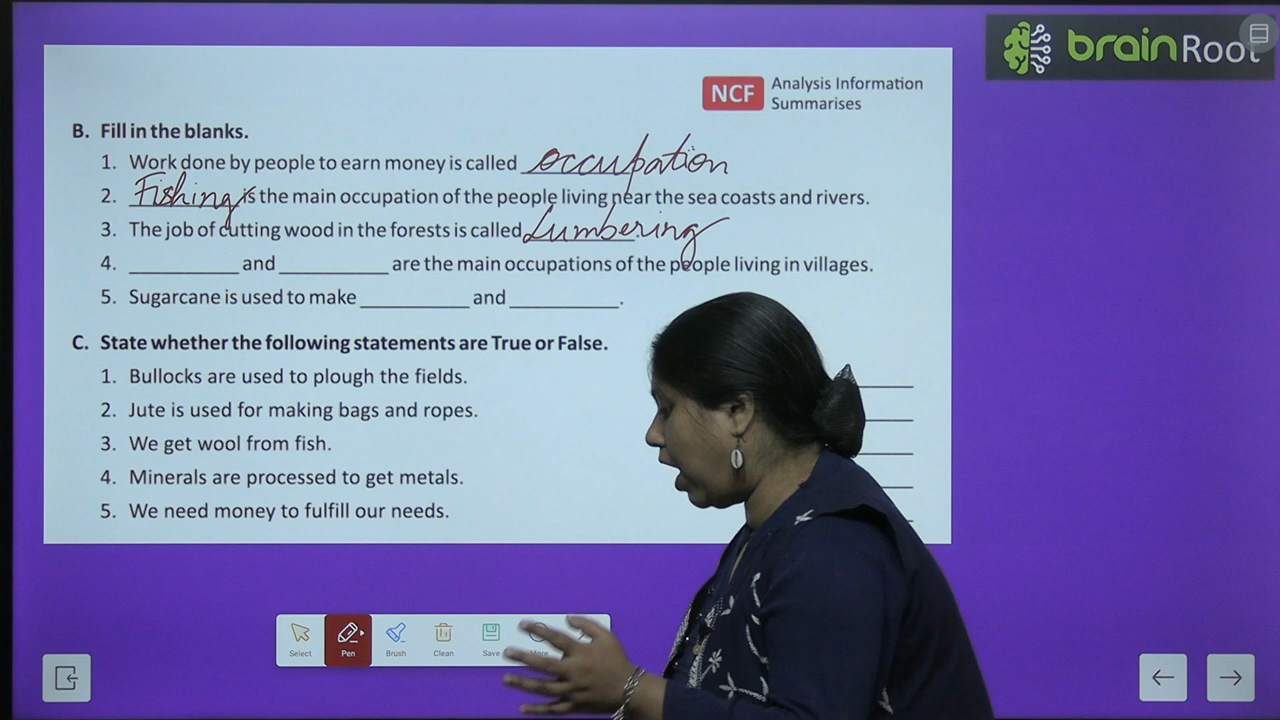 brainRoot
NCF Analysis Information
Summarises
B. Fill in the blanks.
1. Work done by people to earn money is called occupation
2. Fishing is the main occupation of the people living near the sea coasts and rivers.
3. The job of cutting wood in the forests is called Lumbering.
4. __________ and __________ are the main occupations of the people living in villages.
5. Sugarcane is used to make __________ and __________.
C. State whether the following statements are True or False.
1. Bullocks are used to plough the fields.
2. Jute is used for making bags and ropes.
3. We get wool from fish.
4. Minerals are processed to get metals.
5. We need money to fulfill our needs.
Select Pen Brush Clean Save More